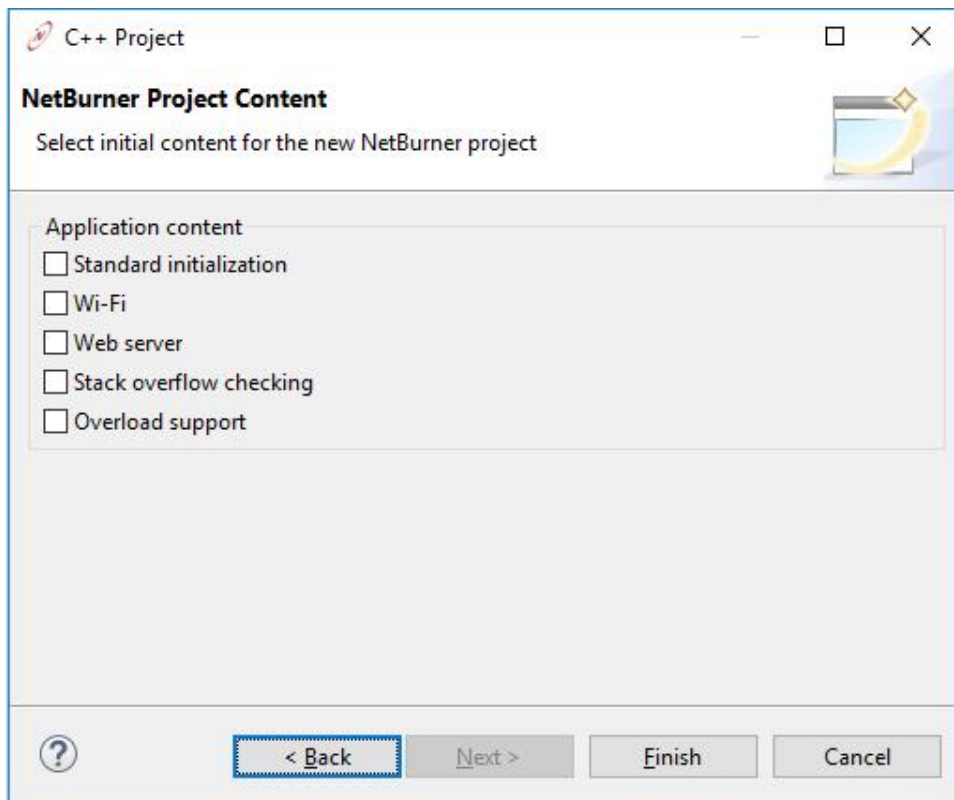 C++ Project
NetBurner Project Content
Select initial content for the new NetBurner project
Application content
Standard initialization
Wi-Fi
Web server
Stack overflow checking
Overload support
? < Back Next > Finish Cancel